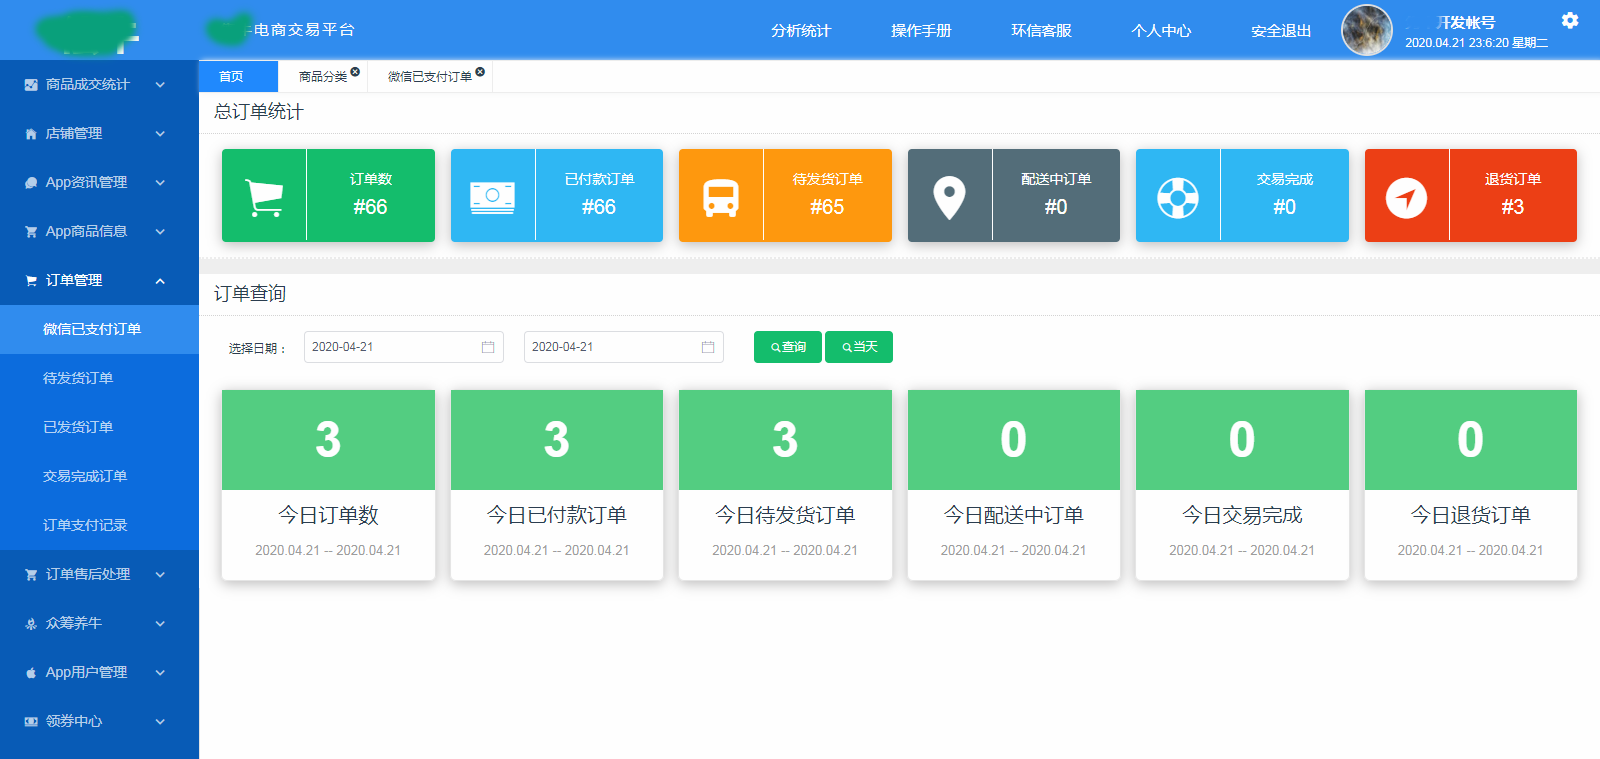 电商交易平台
分析统计
操作手册
环信客服
个人中心
安全退出
开发帐号
2020.04.21 23:6:20 星期二
商品成交统计
店铺管理
App资讯管理
App商品信息
订单管理
微信已支付订单
待发货订单
已发货订单
交易完成订单
订单支付记录
订单售后处理
众筹养牛
App用户管理
领券中心
首页
商品分类
微信已支付订单
总订单统计
订单数
#66
已付款订单
#66
待发货订单
#65
配送中订单
#0
交易完成
#0
退货订单
#3
订单查询
选择日期：
2020-04-21
2020-04-21
查询
当天
3
今日订单数
2020.04.21 -- 2020.04.21
3
今日已付款订单
2020.04.21 -- 2020.04.21
3
今日待发货订单
2020.04.21 -- 2020.04.21
0
今日配送中订单
2020.04.21 -- 2020.04.21
0
今日交易完成
2020.04.21 -- 2020.04.21
0
今日退货订单
2020.04.21 -- 2020.04.21